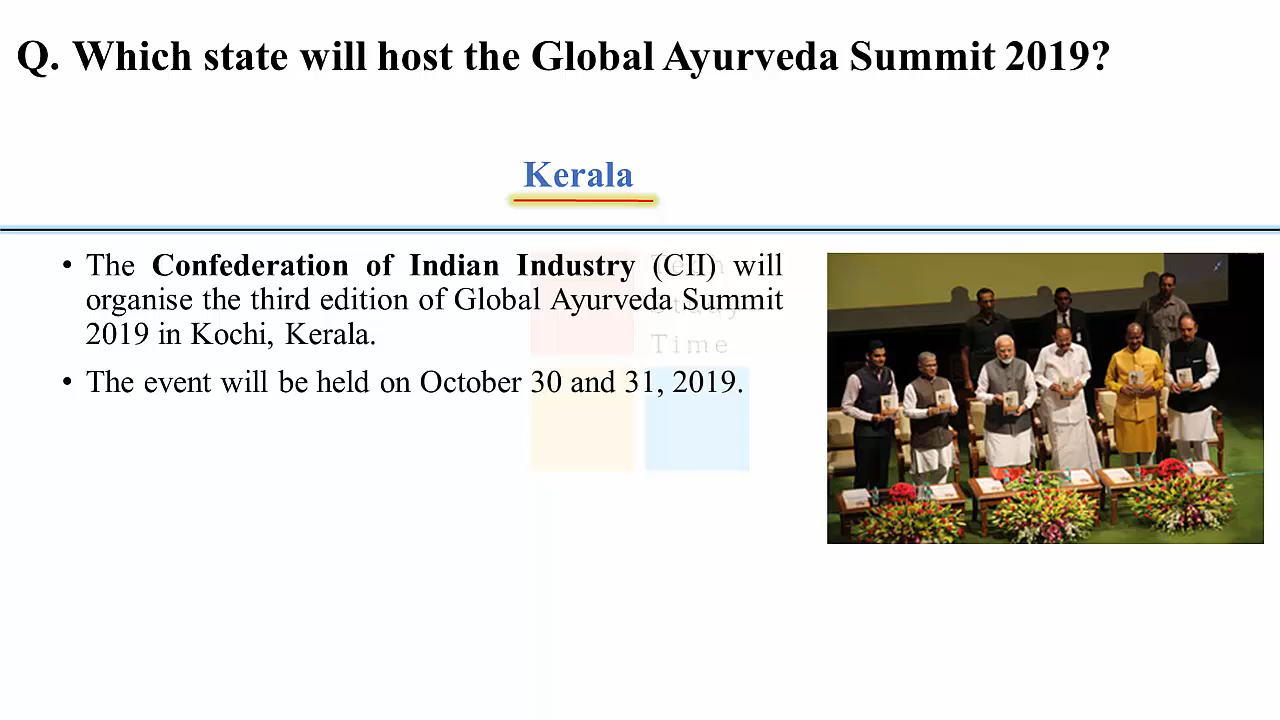 Q. Which state will host the Global Ayurveda Summit 2019?
Kerala
• The Confederation of Indian Industry (CII) will
organise the third edition of Global Ayurveda Summit
2019 in Kochi, Kerala.
• The event will be held on October 30 and 31, 2019.
Study
Time